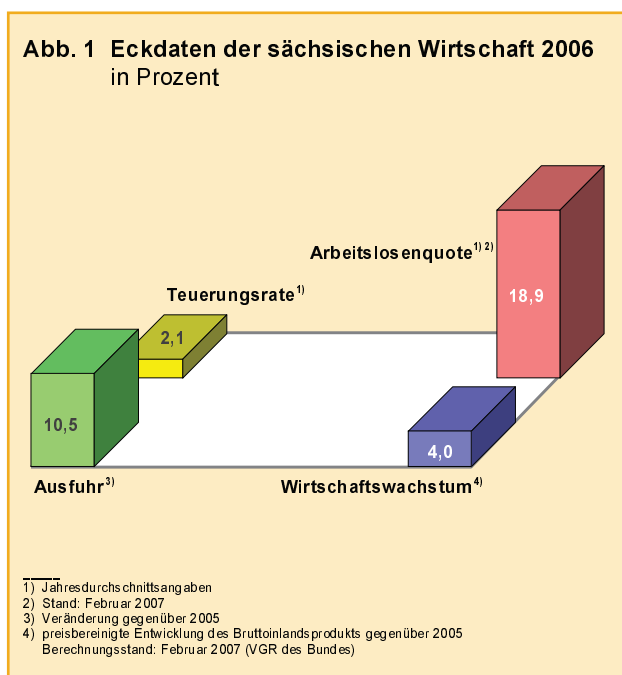 Abb. 1 Eckdaten der sächsischen Wirtschaft 2006
in Prozent
Arbeitslosenquote1) 2)
18,9
Teuerungsrate1)
2,1
10,5
4,0
Ausfuhr3)
Wirtschaftswachstum4)
1) Jahresdurchschnittsangaben
2) Stand: Februar 2007
3) Veränderung gegenüber 2005
4) preisbereinigte Entwicklung des Bruttoinlandsprodukts gegenüber 2005
Berechnungsstand: Februar 2007 (VGR des Bundes)